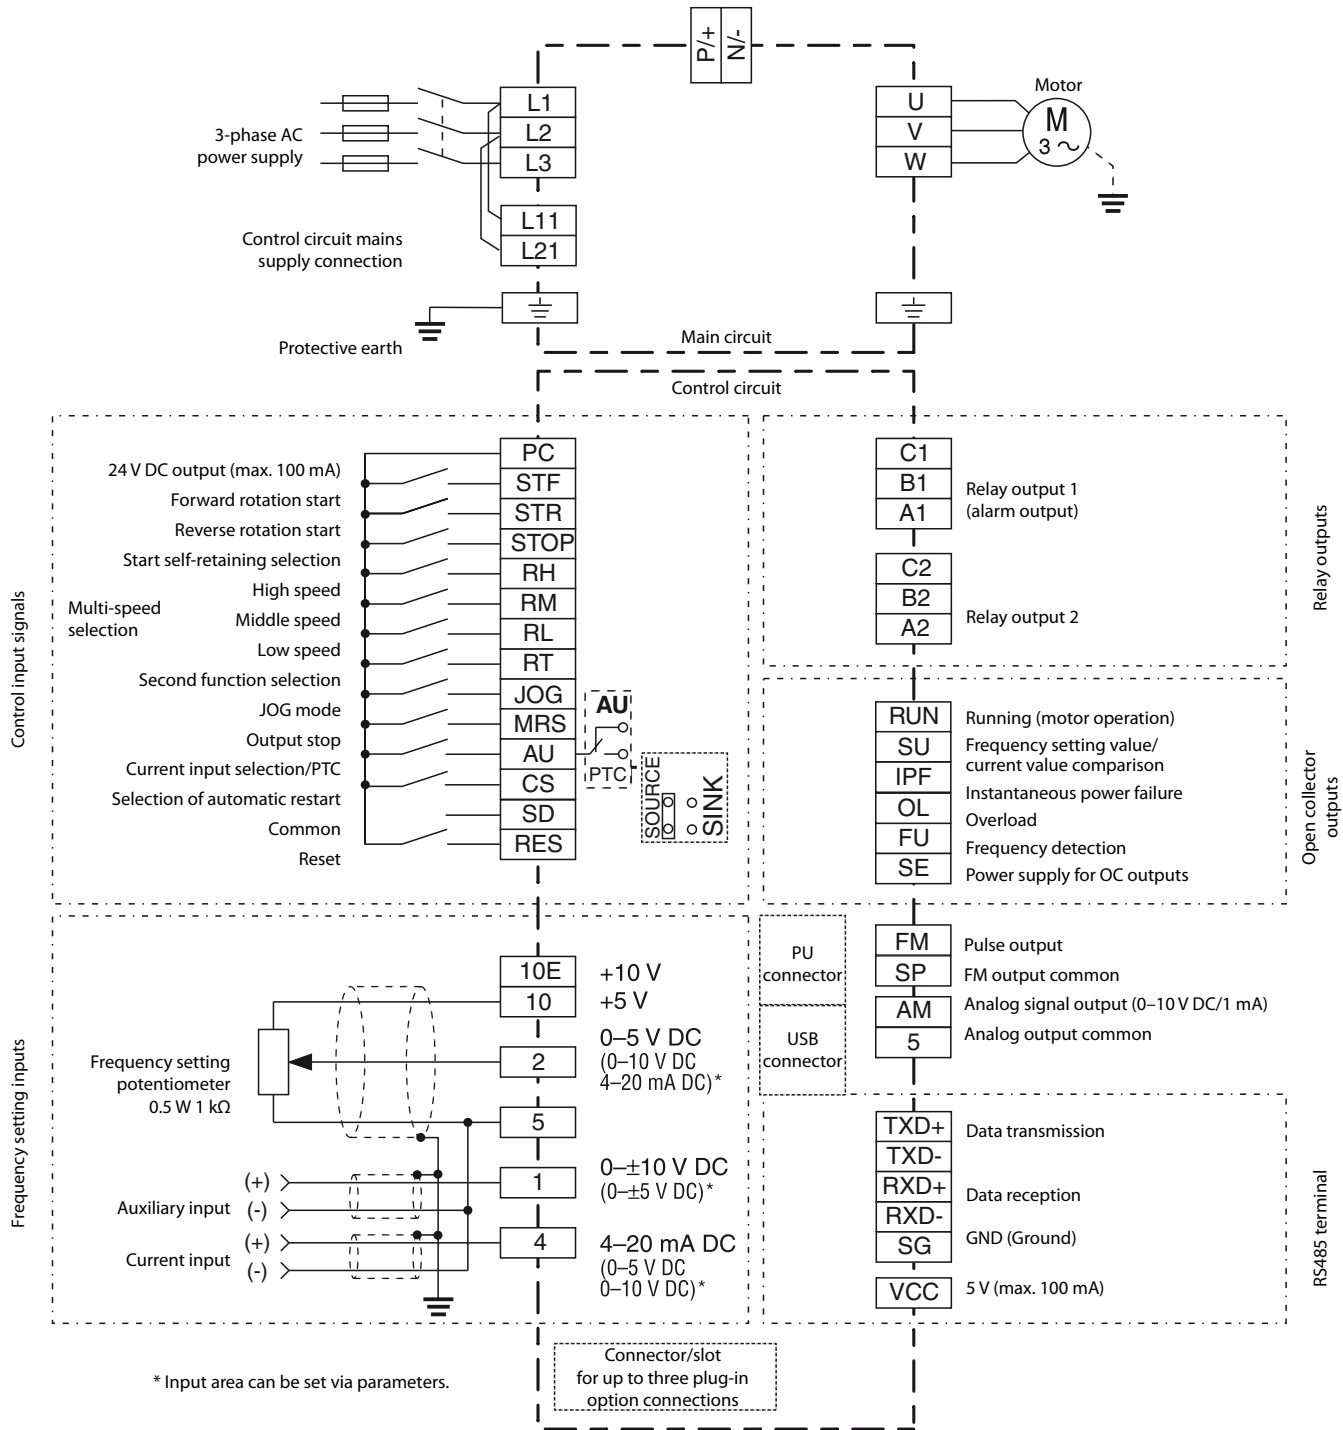 P/+
N/-
3-phase AC
power supply
L1
L2
L3
U
V
W
Motor
M
3 ~
Control circuit mains
supply connection
L11
L21
Protective earth
Main circuit
Control circuit
Control input signals
24 V DC output (max. 100 mA)
Forward rotation start
Reverse rotation start
Start self-retaining selection
High speed
Multi-speed
selection
Middle speed
Low speed
Second function selection
JOG mode
Output stop
Current input selection/PTC
Selection of automatic restart
Common
Reset
PC
STF
STR
STOP
RH
RM
RL
RT
JOG
MRS
AU
CS
SD
RES
AU
PTC
SOURCE
SINK
C1
B1
A1
Relay output 1
(alarm output)
C2
B2
A2
Relay output 2
Relay outputs
RUN
SU
IPF
OL
FU
SE
Running (motor operation)
Frequency setting value/
current value comparison
Instantaneous power failure
Overload
Frequency detection
Power supply for OC outputs
Open collector
outputs
Frequency setting inputs
Frequency setting
potentiometer
0.5 W 1 kΩ
10E
+10 V
10
+5 V
2
0–5 V DC
(0–10 V DC
4–20 mA DC)*
5
Auxiliary input
(+)
(-)
1
0–±10 V DC
(0–±5 V DC)*
Current input
(+)
(-)
4
4–20 mA DC
(0–5 V DC
0–10 V DC)*
PU
connector
USB
connector
FM
Pulse output
SP
FM output common
AM
Analog signal output (0–10 V DC/1 mA)
5
Analog output common
TXD+
Data transmission
TXD-
RXD+
Data reception
RXD-
SG
GND (Ground)
VCC
5 V (max. 100 mA)
RS485 terminal
* Input area can be set via parameters.
Connector/slot
for up to three plug-in
option connections